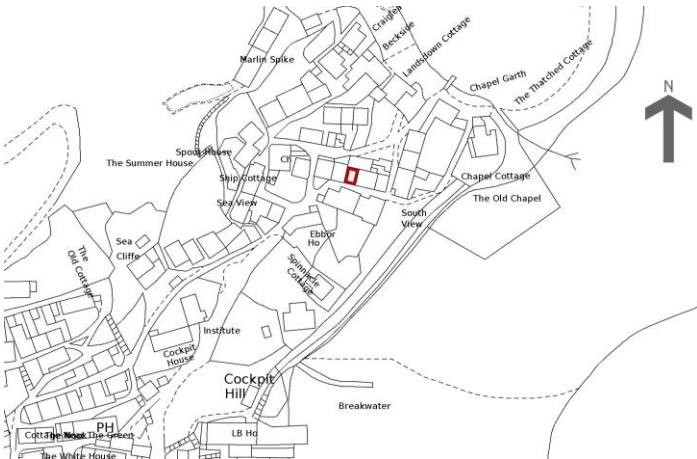 Craigle
Beckside
Landsdown Cottage
Marlin Spike
Chapel Garth
The Thatched Cottage
N
Spout House
The Summer House
Ch
Ship Cottage
Chapel Cottage
The Old Chapel
Sea View
South
View
Ebbor
Ho
Sea
Cliffe
The
Old Cottage
Spinnacle
Cottage
Institute
Cockpit
House
Cockpit
Hill
Breakwater
PH
LB Ho
The Green
The White House